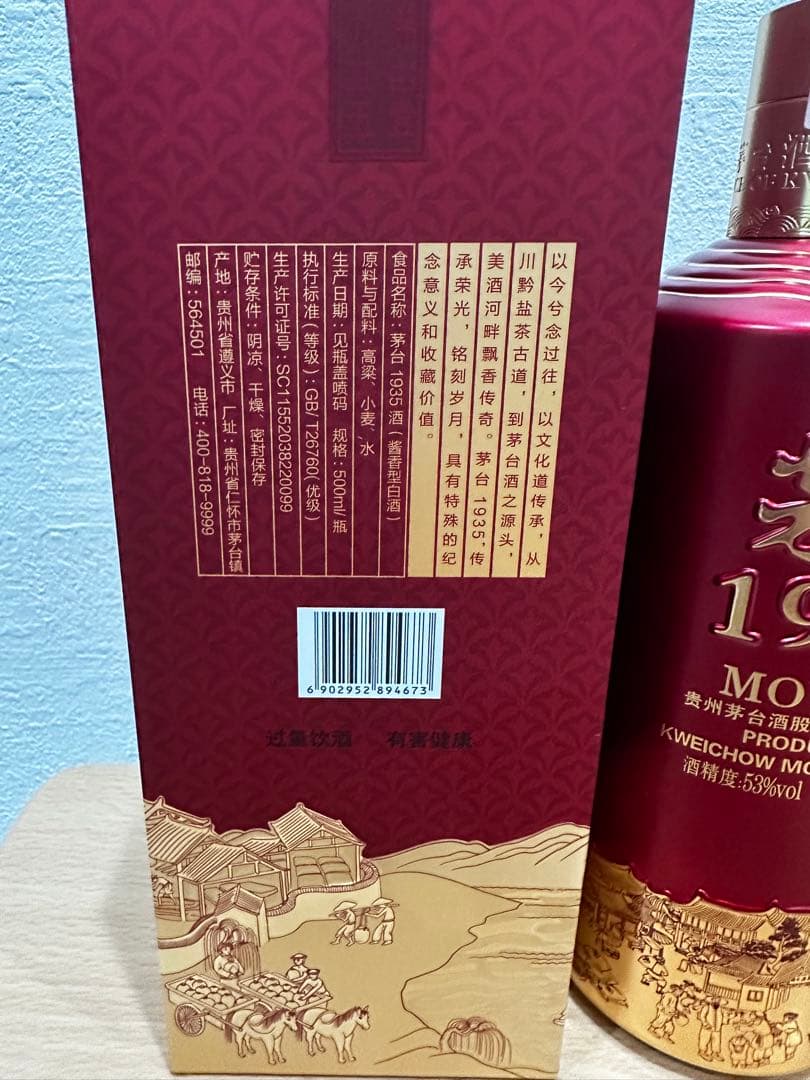 以今兮念过往，以文化道传承，从
川黔盐茶古道，到茅台酒之源头，
美酒河畔飘香传奇。茅台1935，传
承荣光，铭刻岁月，具有特殊的纪
念意义和收藏价值。
食品名称：茅台1935酒（酱香型白酒）
原料与配料：高粱、小麦、水
生产日期：见瓶盖喷码 规格：500ml/瓶
执行标准（等级）：GB/T26760（优级）
生产许可证号：SC11552038220099
贮存条件：阴凉、干燥、密封保存
产地：贵州省遵义市 厂址：贵州省仁怀市茅台镇
邮编：564501 电话：400-818-9999
6 902952 894673
过量饮酒 有害健康
19
MO
贵州茅台酒股
PRODU
KWEICHOW MO
酒精度:53%vol